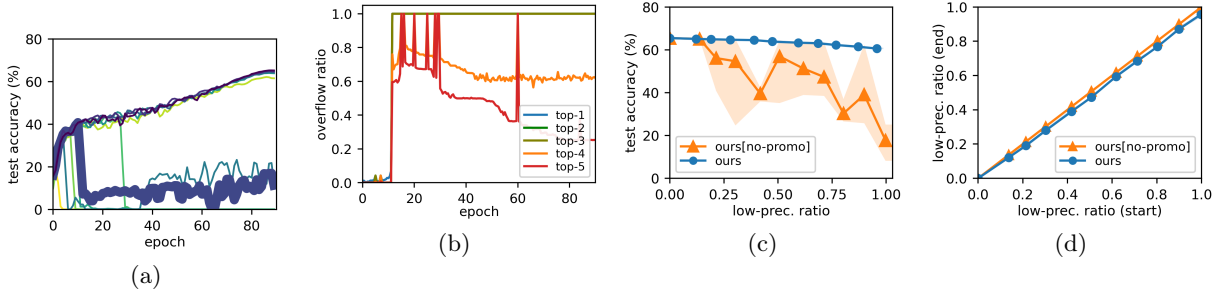 80
60
40
20
0
0 20 40 60 80
test accuracy (%)
epoch
(a)
1.0
0.8
0.6
0.4
0.2
0.0
0 20 40 60 80
overflow ratio
epoch
top-1
top-2
top-3
top-4
top-5
(b)
80
60
40
20
0
0.00 0.25 0.50 0.75 1.00
test accuracy (%)
low-prec. ratio
ours[no-promo]
ours
(c)
1.0
0.8
0.6
0.4
0.2
0.0
0.0 0.2 0.4 0.6 0.8 1.0
low-prec. ratio (end)
low-prec. ratio (start)
ours[no-promo]
ours
(d)